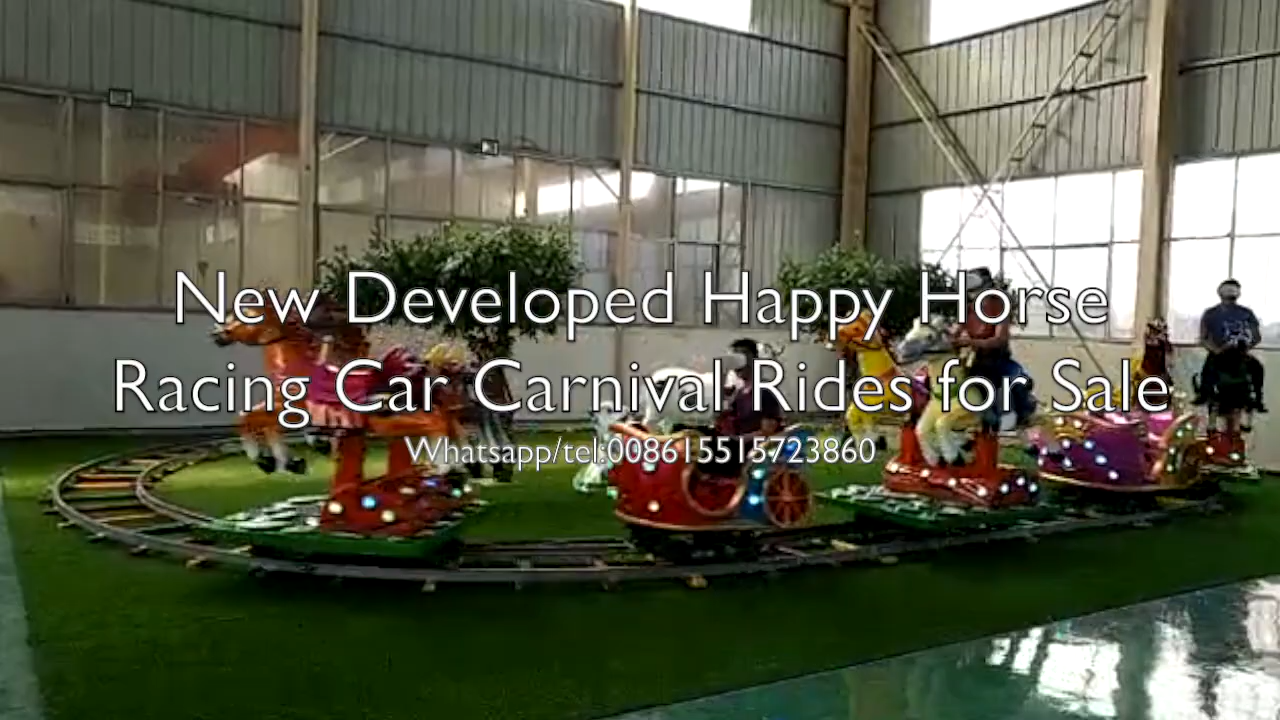 New Developed Happy Horse
Racing Car Carnival Rides for Sale
Whatsapp/tel:008615515723860